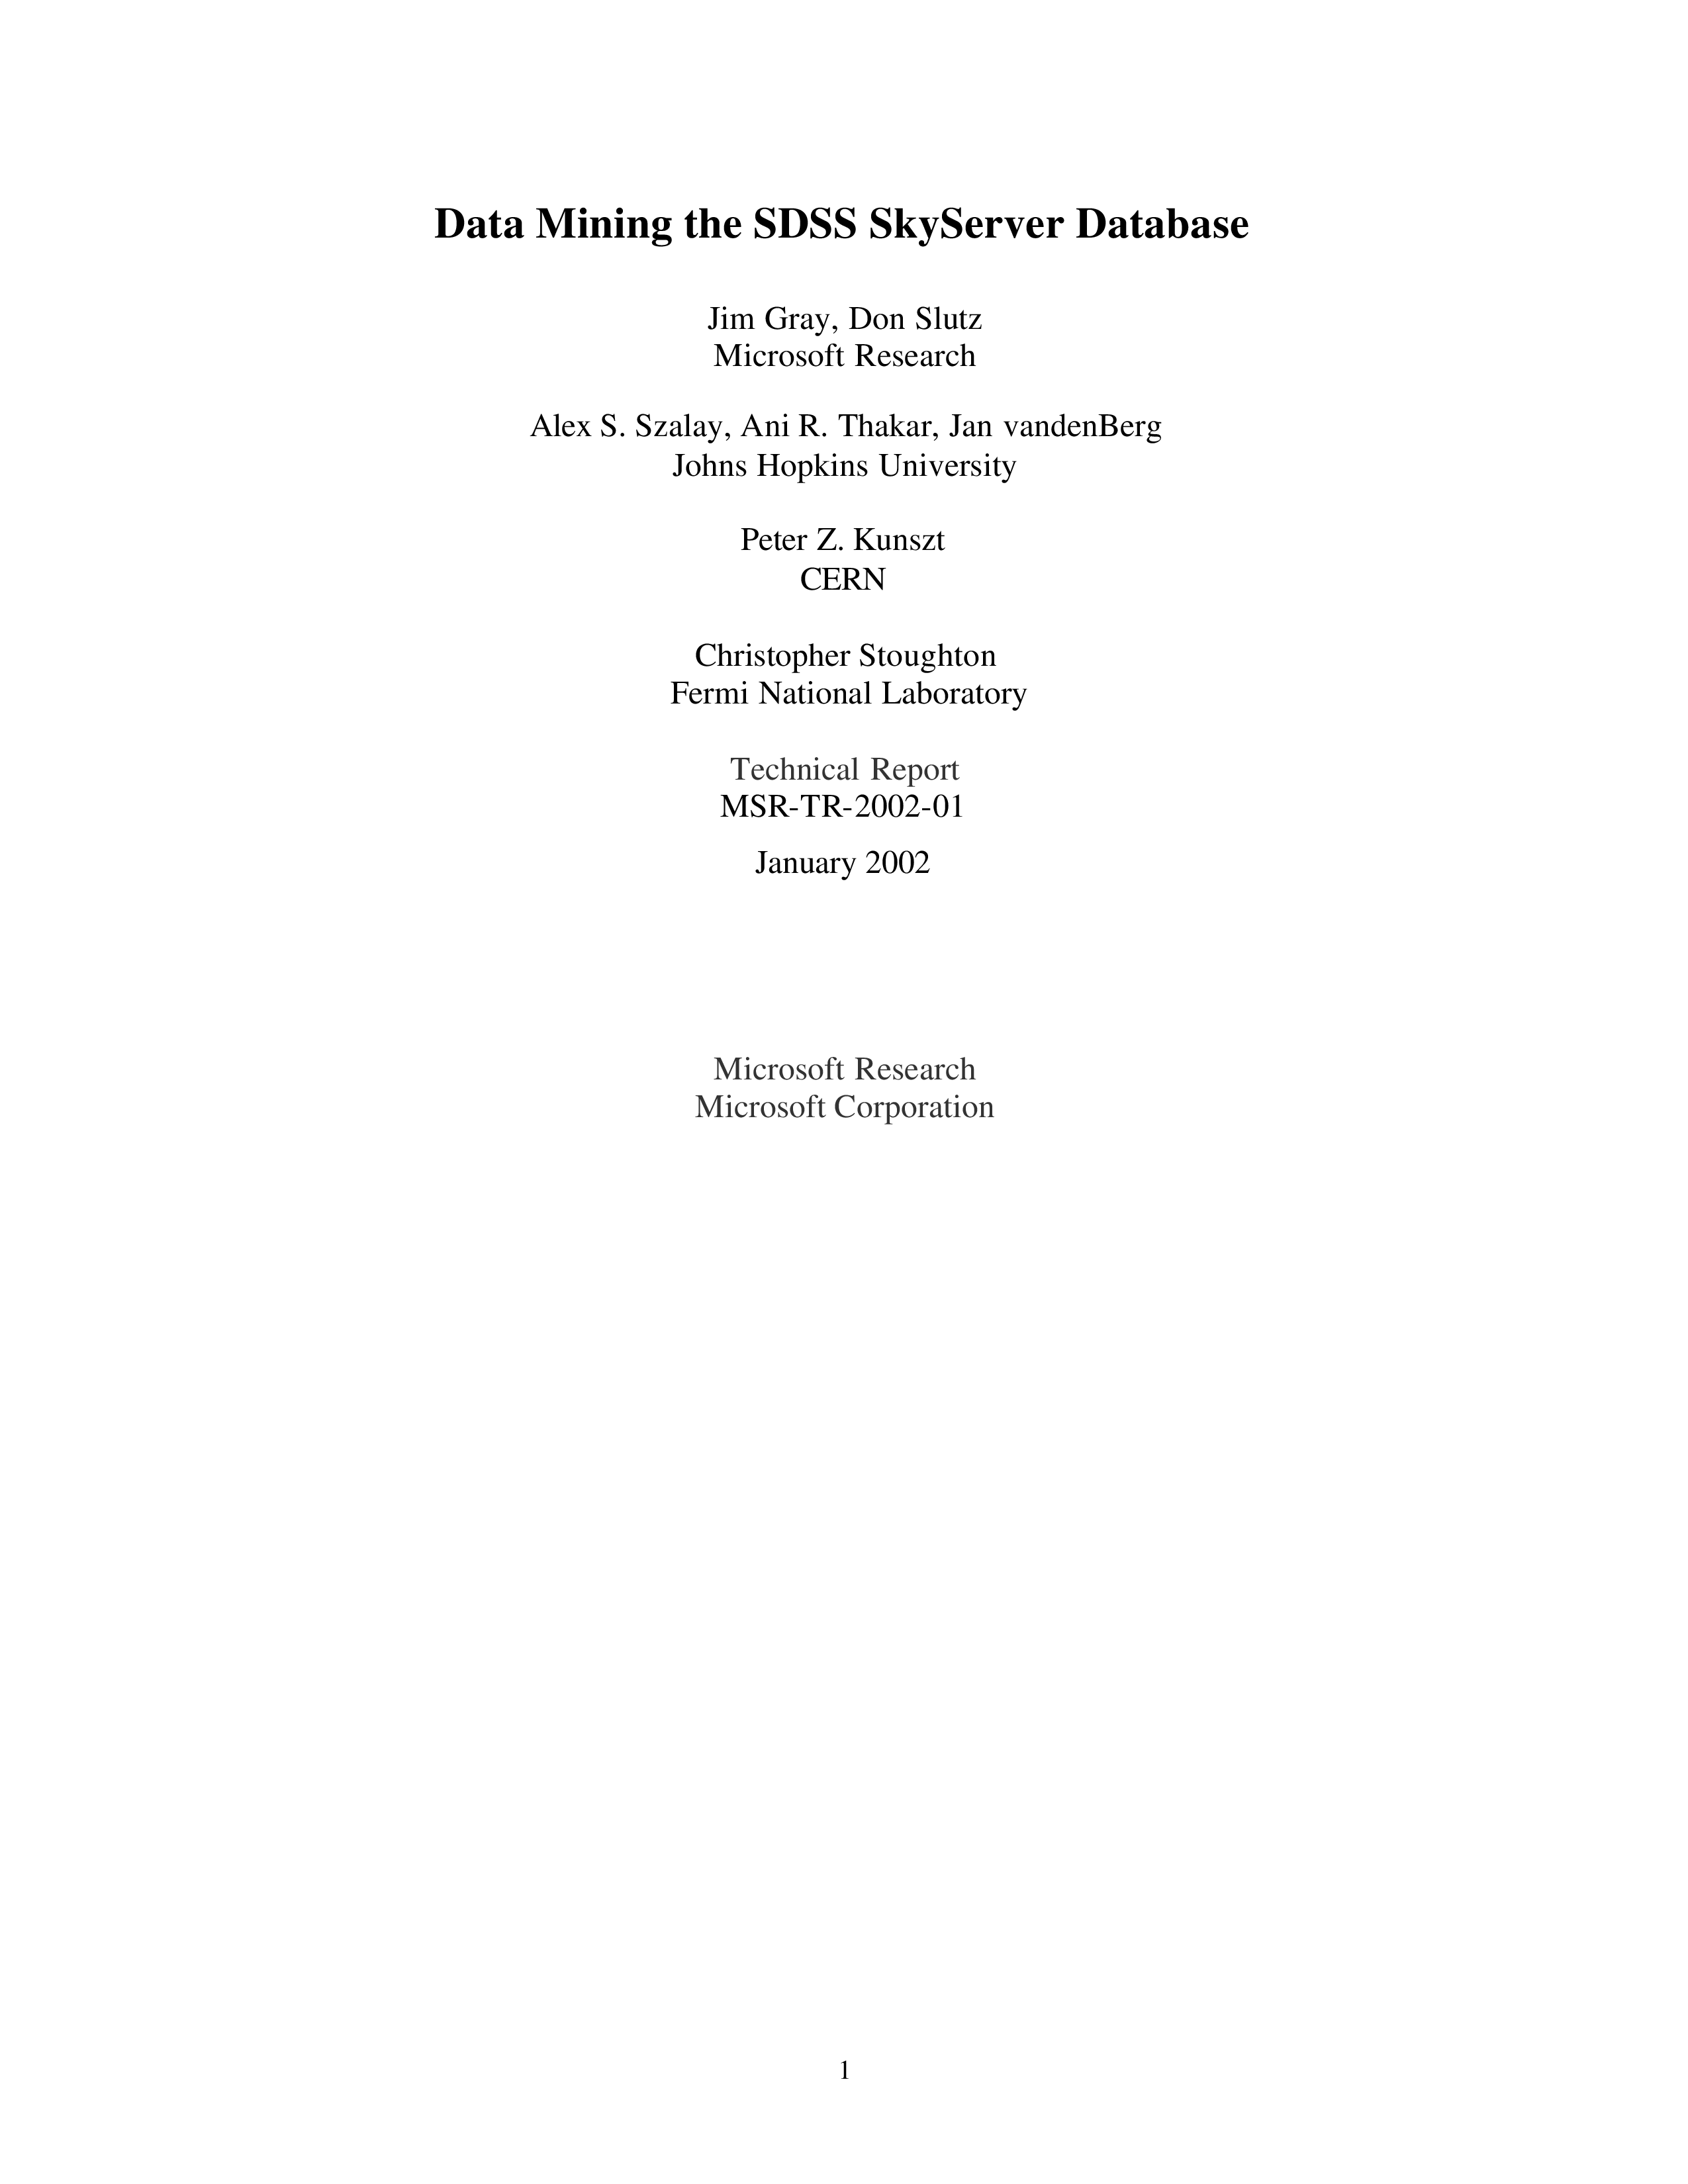 Data Mining the SDSS SkyServer Database
Jim Gray, Don Slutz
Microsoft Research
Alex S. Szalay, Ani R. Thakar, Jan vandenBerg
Johns Hopkins University
Peter Z. Kunszt
CERN
Christopher Stoughton
Fermi National Laboratory
Technical Report
MSR-TR-2002-01
January 2002
Microsoft Research
Microsoft Corporation
1